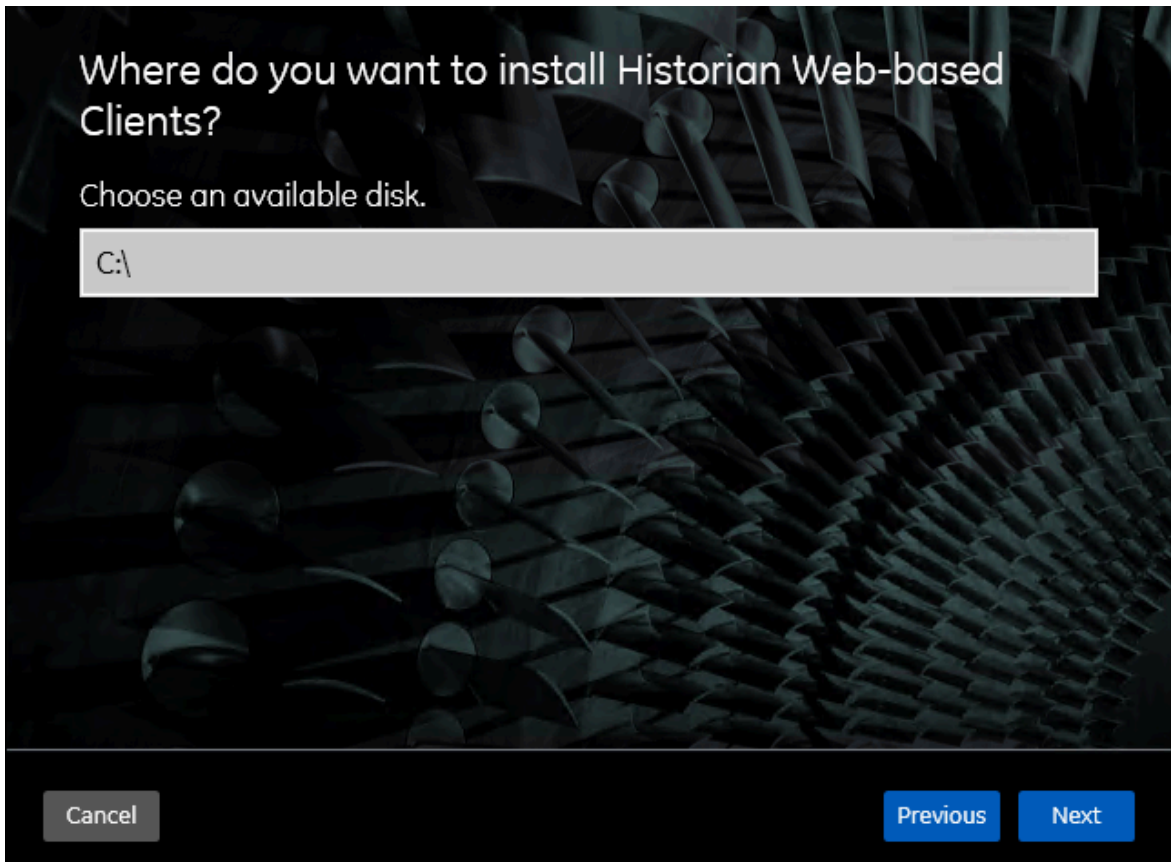 Where do you want to install Historian Web-based
Clients?
Choose an available disk.
C:\
Cancel
Previous
Next